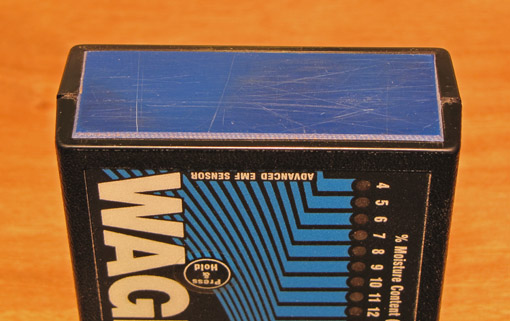 WAG
ADVANCED EMF SENSOR
Press
&
Hold
% Moisture Content
4
5
6
7
8
9
10
11
12